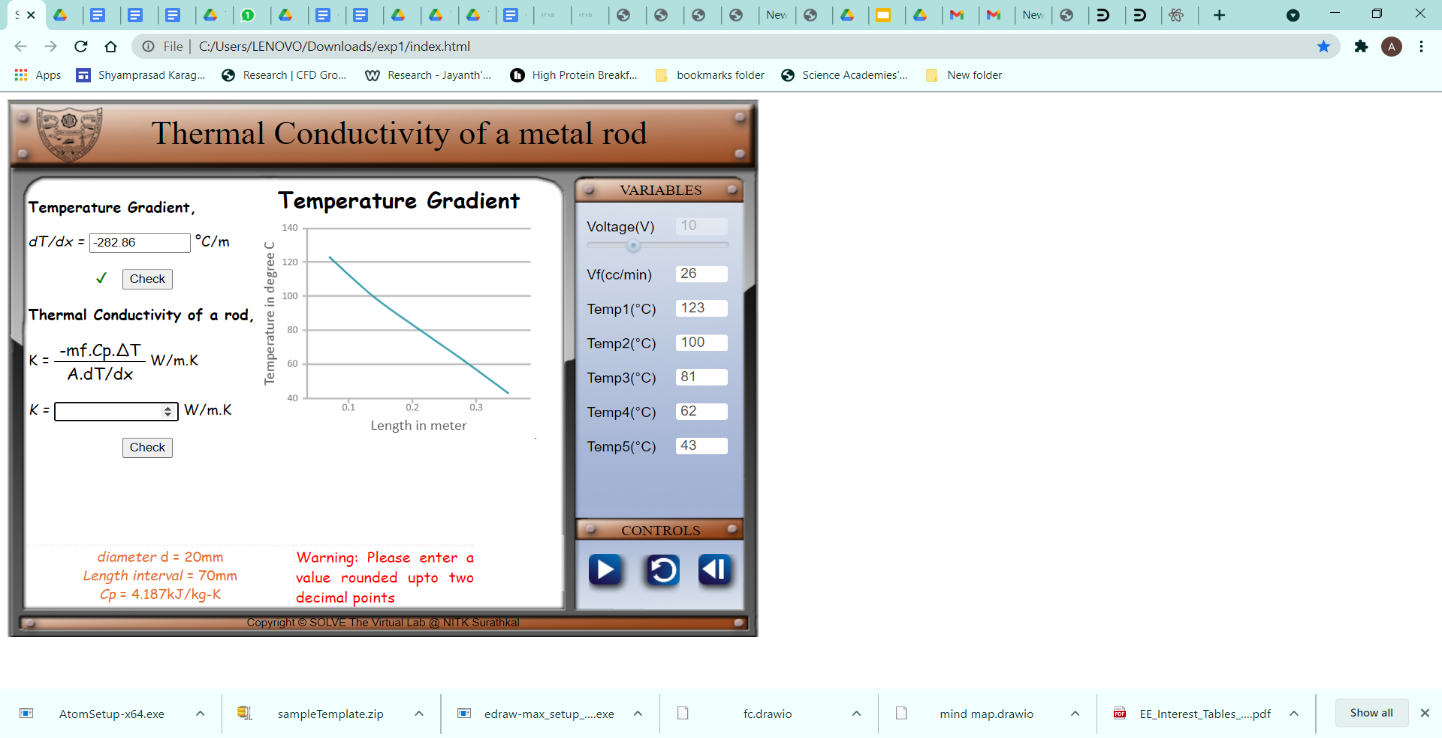 S
New
New
File | C:/Users/LENOVO/Downloads/exp1/index.html
A
Apps
Shyamprasad Karag...
Research | CFD Gro...
Research - Jayanth'...
High Protein Breakf...
bookmarks folder
Science Academies'...
New folder
Thermal Conductivity of a metal rod
Temperature Gradient,
dT/dx = -282.86 °C/m
✓ Check
Thermal Conductivity of a rod,
K = -mf.Cp.ΔT / A.dT/dx W/m.K
K = W/m.K
Check
Temperature Gradient
Temperature in degree C
140
120
100
80
60
40
0.1 0.2 0.3
Length in meter
diameter d = 20mm
Length interval = 70mm
Cp = 4.187kJ/kg-K
Warning: Please enter a
value rounded upto two
decimal points
VARIABLES
Voltage(V) 10
Vf(cc/min) 26
Temp1(°C) 123
Temp2(°C) 100
Temp3(°C) 81
Temp4(°C) 62
Temp5(°C) 43
CONTROLS
Copyright © SOLVE The Virtual Lab @ NITK Surathkal
AtomSetup-x64.exe
sampleTemplate.zip
edraw-max_setup_....exe
fc.drawio
mind map.drawio
EE_Interest_Tables_....pdf
Show all